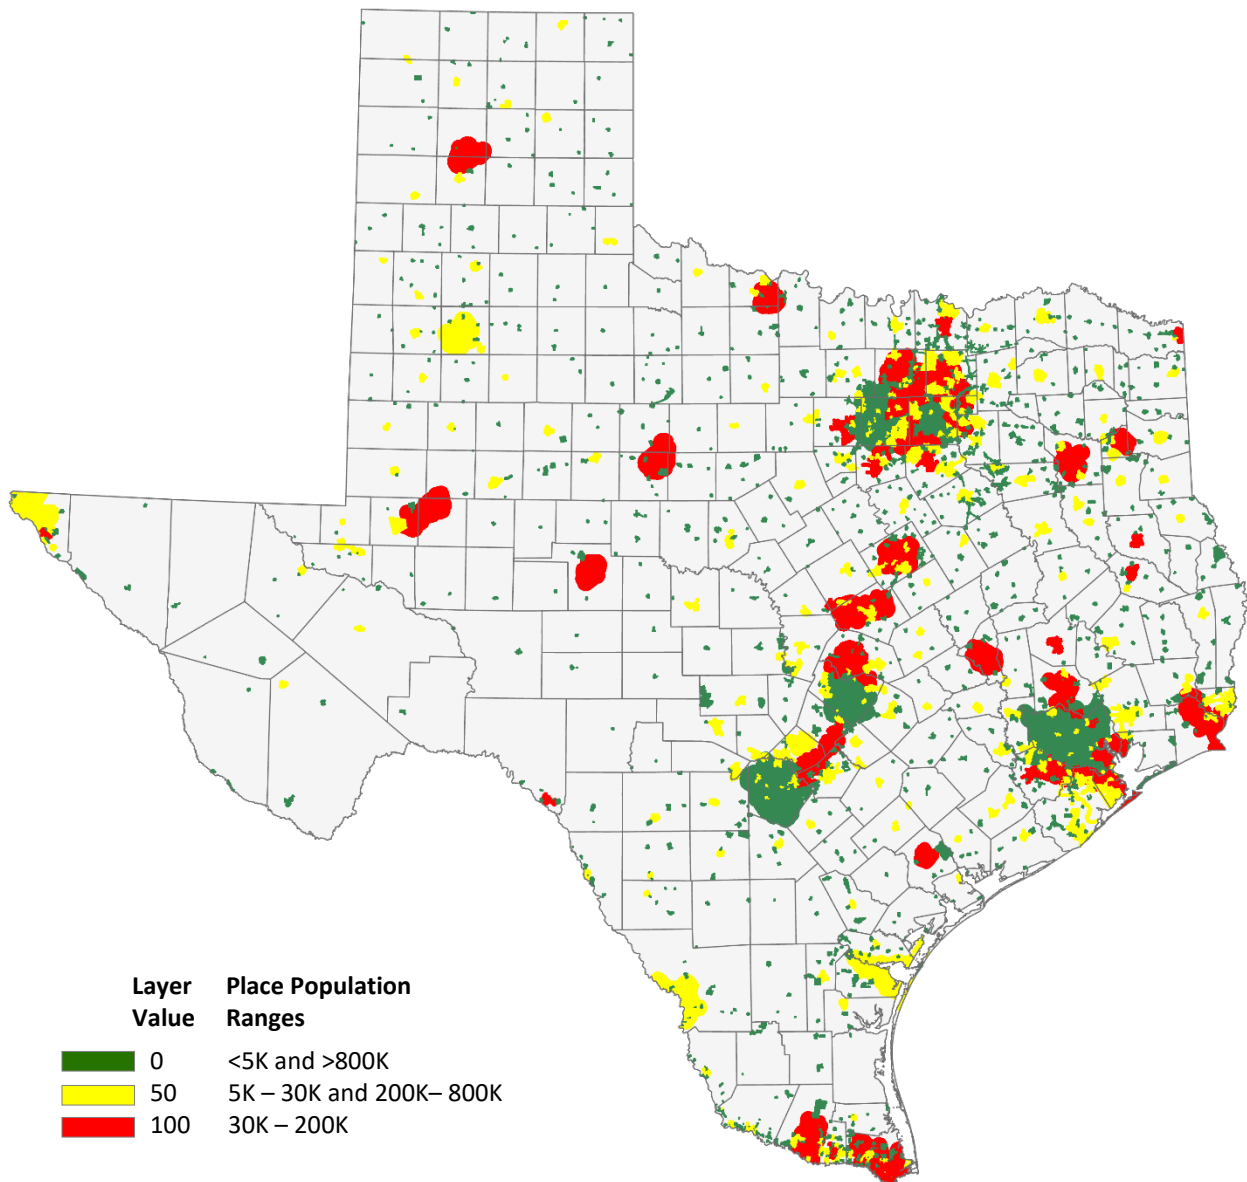 Layer Place Population
Value Ranges
0 <5K and >800K
50 5K – 30K and 200K– 800K
100 30K – 200K